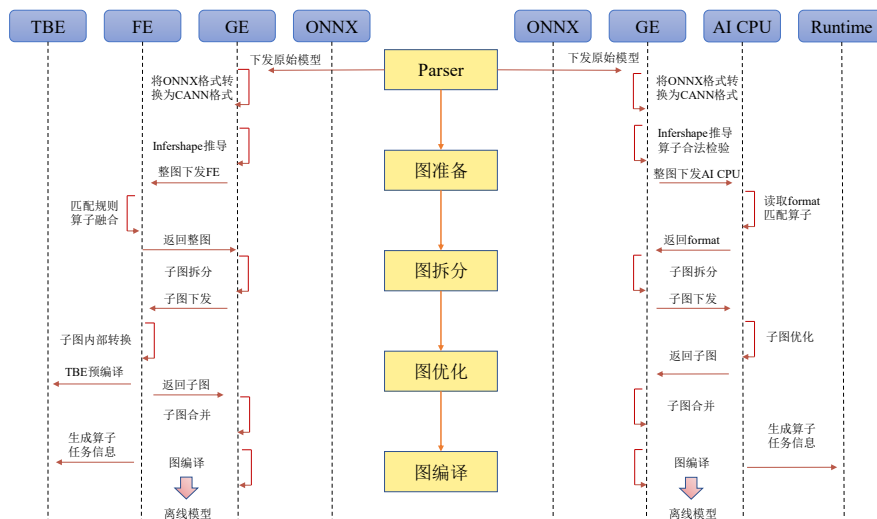 TBE
FE
GE
ONNX
ONNX
GE
AI CPU
Runtime
下发原始模型
Parser
下发原始模型
将ONNX格式转
换为CANN格式
将ONNX格式转
换为CANN格式
Infershape推导
Infershape推导
算子合法检验
图准备
整图下发FE
整图下发AI CPU
匹配规则
算子融合
读取format
匹配算子
返回整图
返回format
图拆分
子图拆分
子图拆分
子图下发
子图下发
子图内部转换
子图优化
返回子图
图优化
TBE预编译
返回子图
子图合并
子图合并
生成算子
任务信息
生成算子
任务信息
图编译
图编译
图编译
离线模型
离线模型